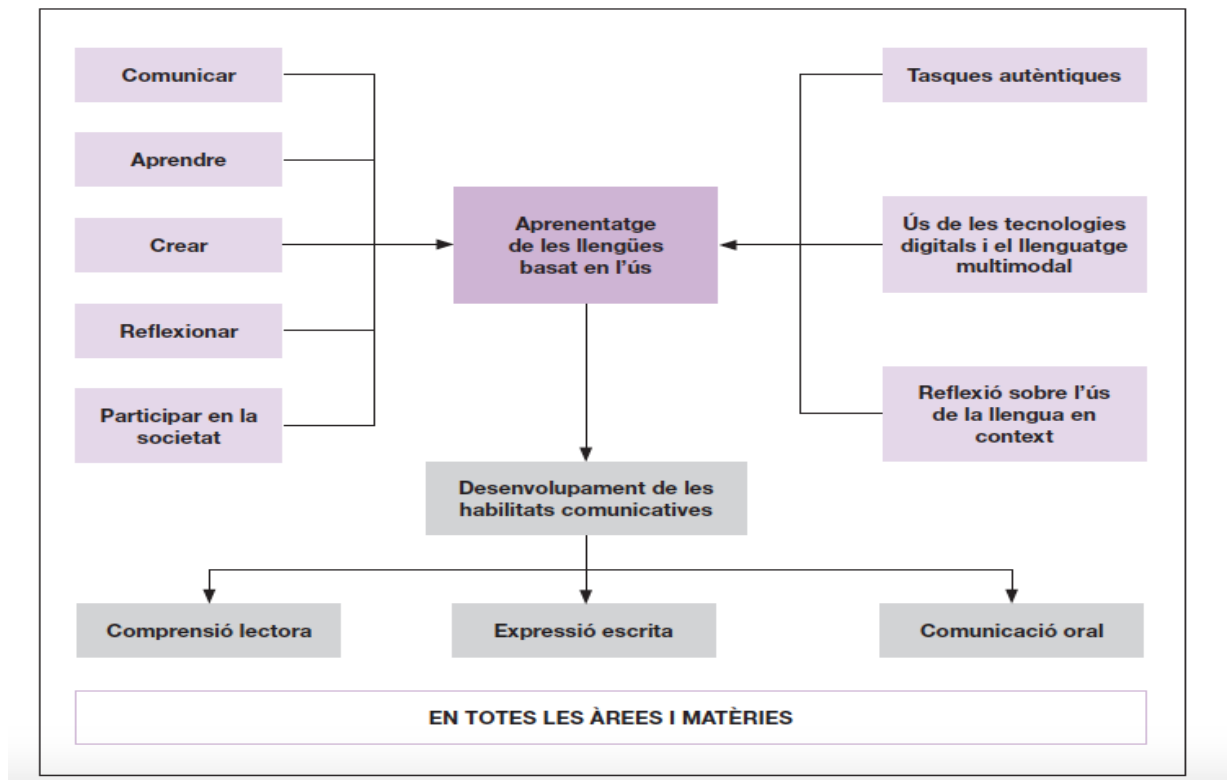 Comunicar
Aprendre
Crear
Reflexionar
Participar en la
societat
Aprenentatge
de les llengües
basat en l'ús
Tasques autèntiques
Ús de les tecnologies
digitals i el llenguatge
multimodal
Reflexió sobre l'ús
de la llengua en
context
Desenvolupament de les
habilitats comunicatives
Comprensió lectora
Expressió escrita
Comunicació oral
EN TOTES LES ÀREES I MATÈRIES